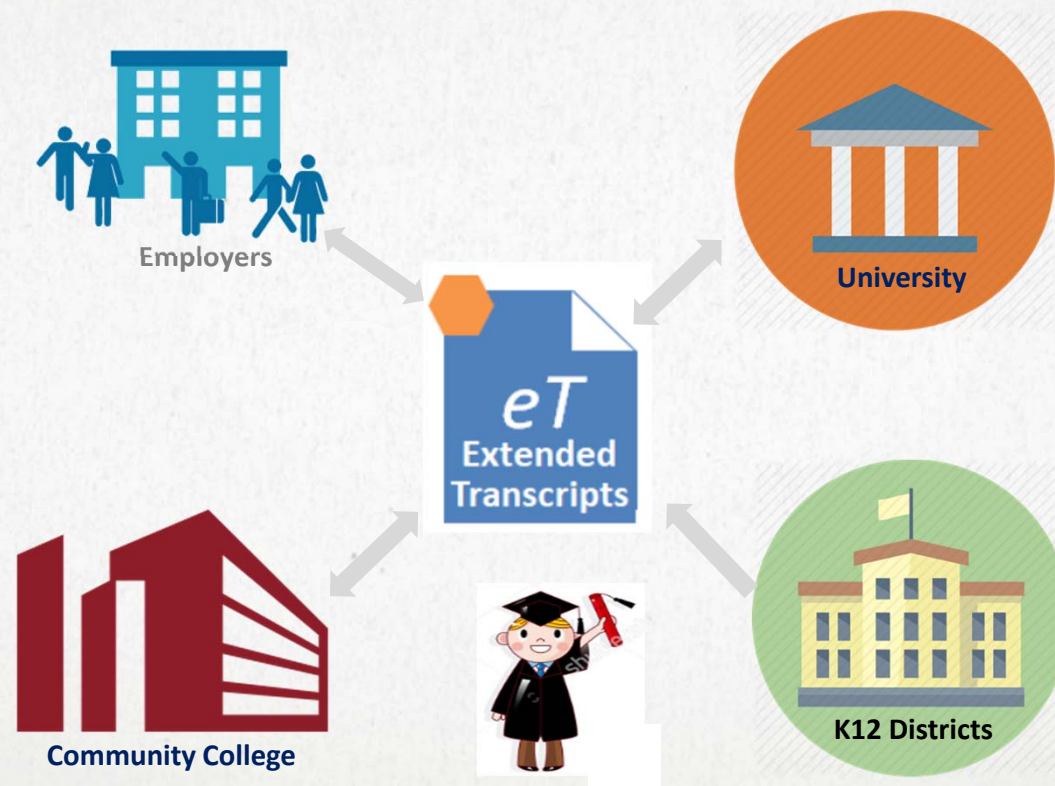 Employers
University
eT
Extended
Transcripts
Community College
K12 Districts